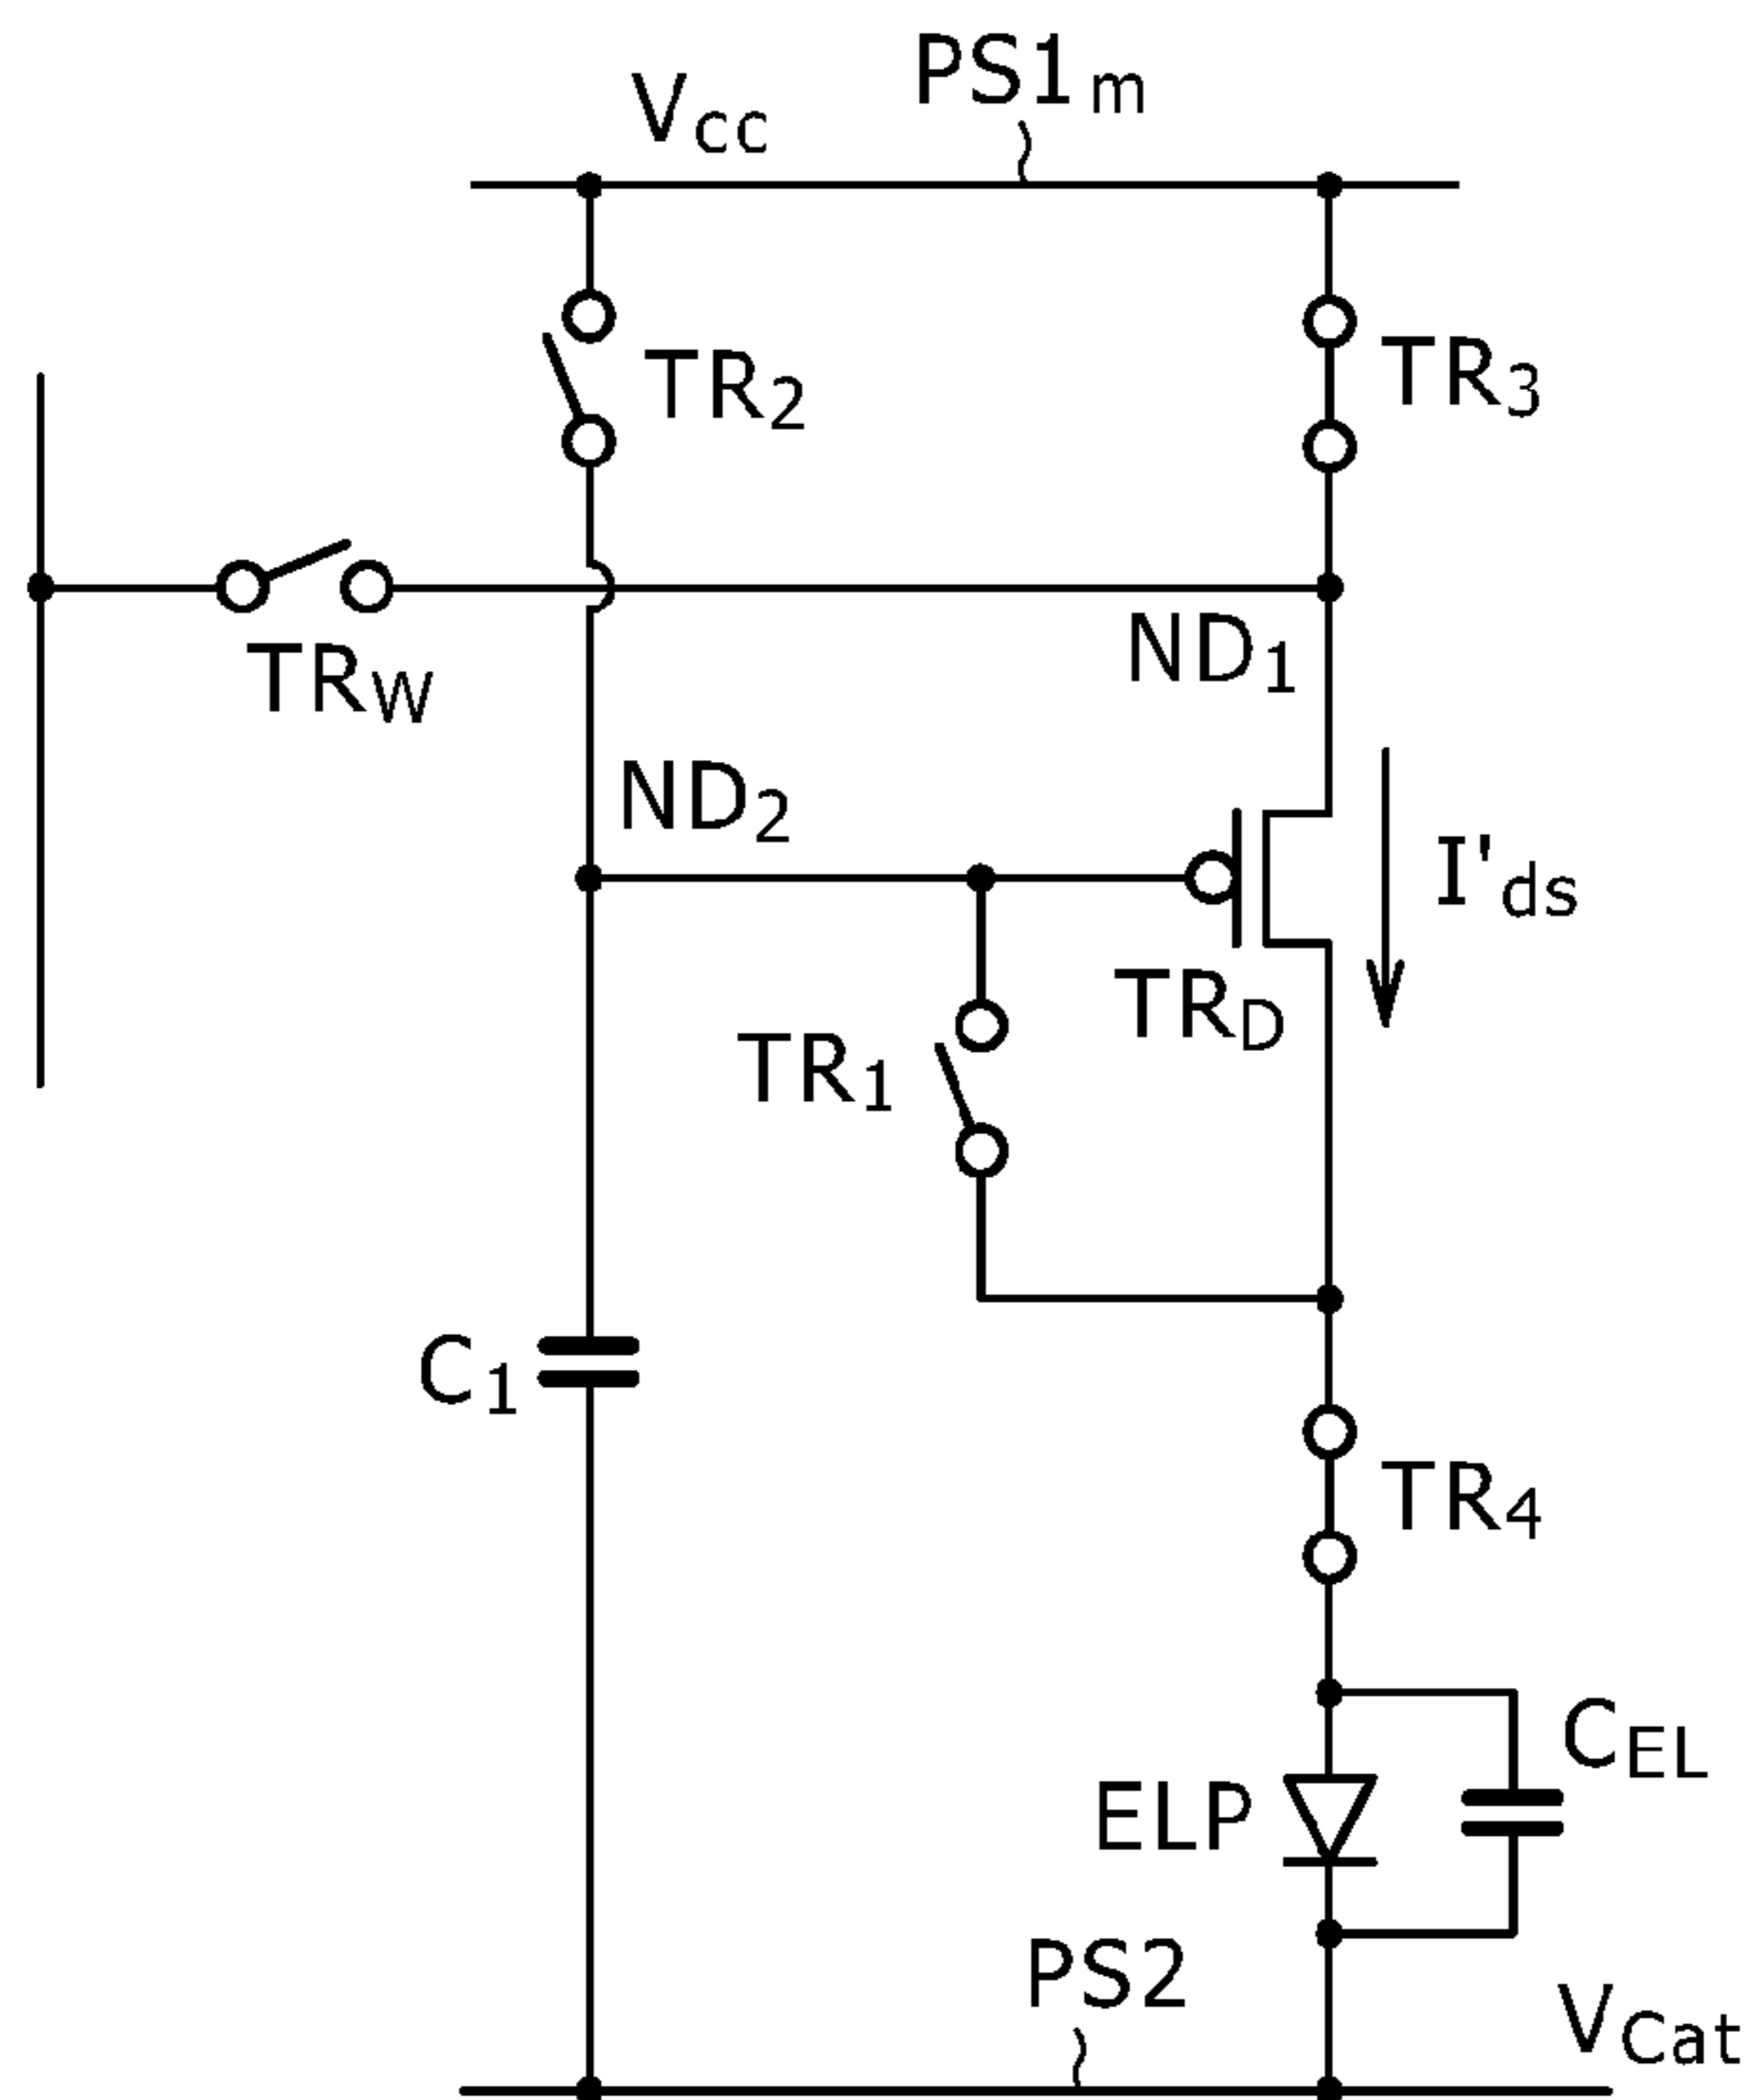 PS1m
Vcc
TR2
TR3
TRW
ND1
ND2
I'ds
TRD
TR1
C1
TR4
CEL
ELP
PS2
VCat